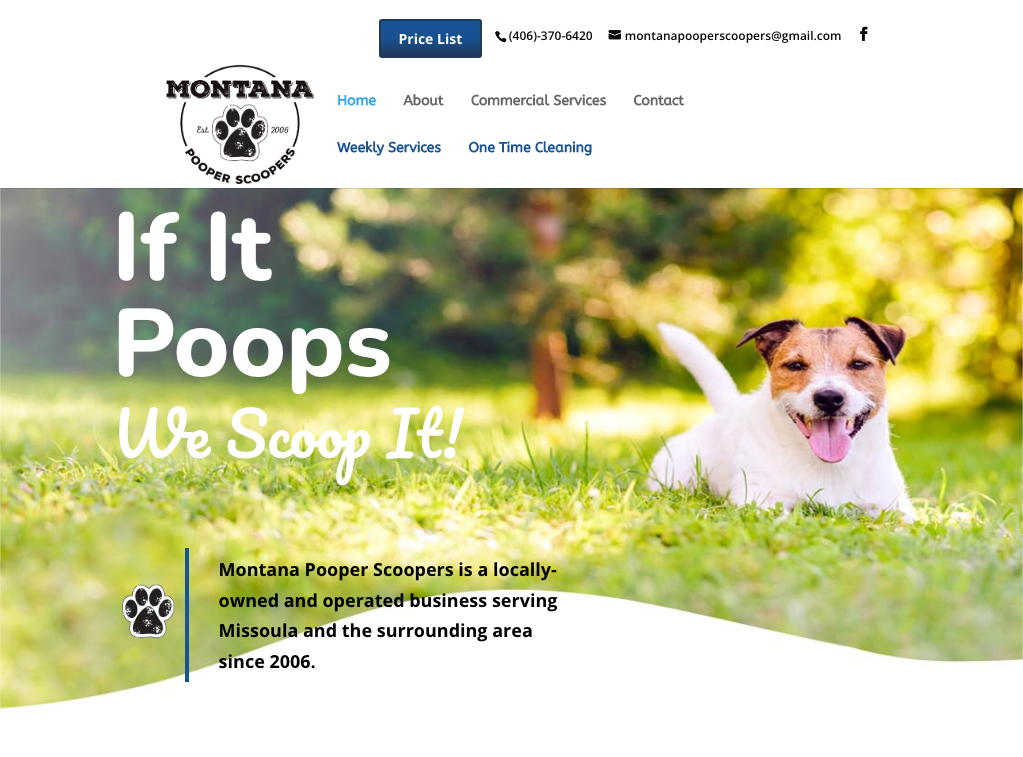 Price List
(406)-370-6420
montanapooperscoopers@gmail.com
MONTANA
Est. 2006
POOPER SCOOPERS
Home About Commercial Services Contact
Weekly Services One Time Cleaning
If It
Poops
We Scoop It!
Montana Pooper Scoopers is a locally-
owned and operated business serving
Missoula and the surrounding area
since 2006.